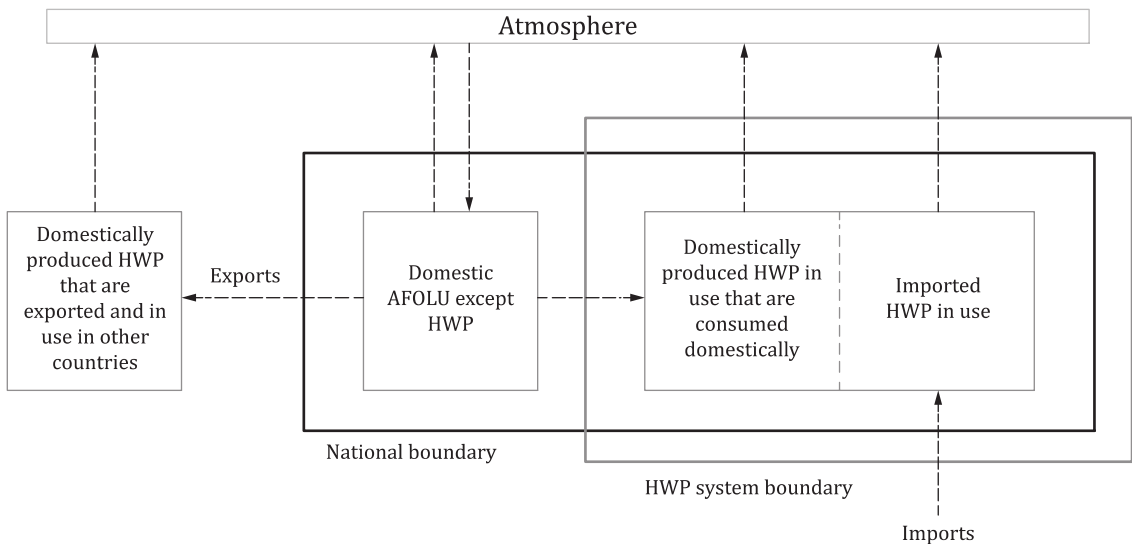 Atmosphere
Domestically
produced HWP
that are
exported and in
use in other
countries
Exports
Domestic
AFOLU except
HWP
Domestically
produced HWP in
use that are
consumed
domestically
Imported
HWP in use
National boundary
HWP system boundary
Imports